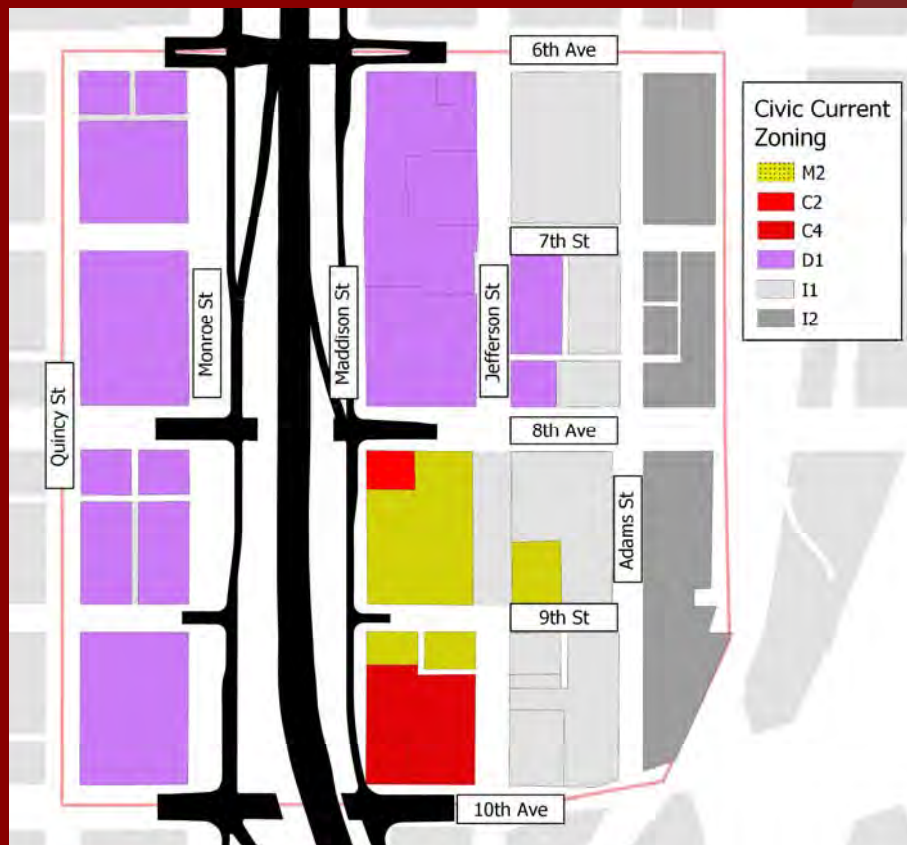 6th Ave
Civic Current
Zoning
M2
C2
C4
D1
I1
I2
7th St
Monroe St
Maddison St
Jefferson St
Quincy St
8th Ave
Adams St
9th St
10th Ave